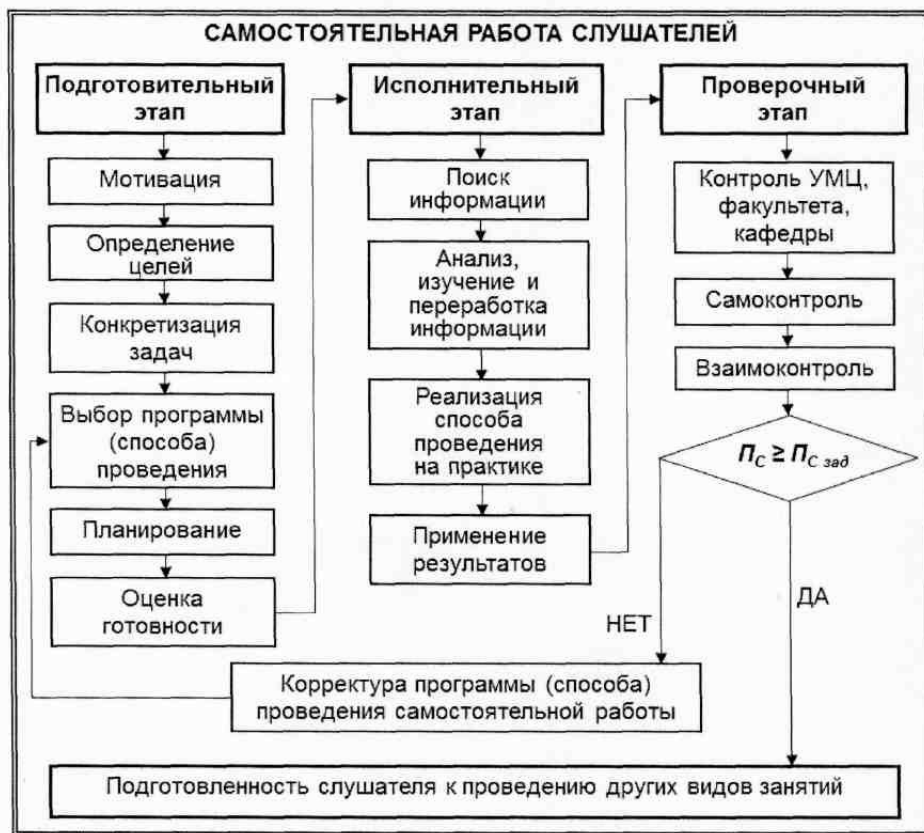 САМОСТОЯТЕЛЬНАЯ РАБОТА СЛУШАТЕЛЕЙ
Подготовительный
этап
Мотивация
Определение
целей
Конкретизация
задач
Выбор программы
(способа)
проведения
Планирование
Оценка
готовности
Исполнительный
этап
Поиск
информации
Анализ,
изучение и
переработка
информации
Реализация
способа
проведения
на практике
Применение
результатов
Проверочный
этап
Контроль УМЦ,
факультета,
кафедры
Самоконтроль
Взаимоконтроль
П_С ≥ П_С зад
НЕТ
ДА
Корректура программы (способа)
проведения самостоятельной работы
Подготовленность слушателя к проведению других видов занятий